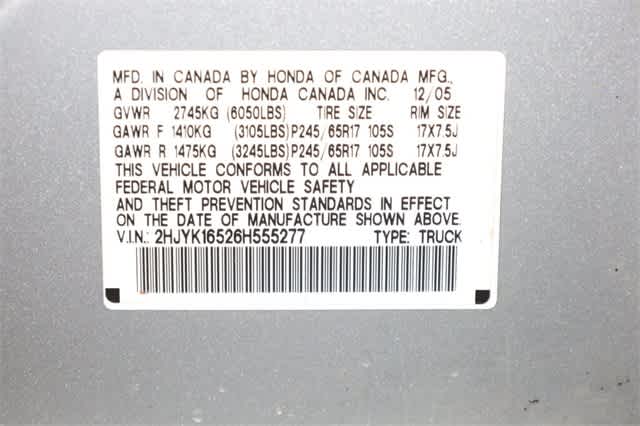 MFD. IN CANADA BY HONDA OF CANADA MFG.,
A DIVISION OF HONDA CANADA INC. 12/05
GVWR 2745KG (6050LBS) TIRE SIZE RIM SIZE
GAWR F 1410KG (3105LBS) P245/65R17 105S 17X7.5J
GAWR R 1475KG (3245LBS) P245/65R17 105S 17X7.5J
THIS VEHICLE CONFORMS TO ALL APPLICABLE
FEDERAL MOTOR VEHICLE SAFETY
AND THEFT PREVENTION STANDARDS IN EFFECT
ON THE DATE OF MANUFACTURE SHOWN ABOVE.
V.I.N.: 2HJYK16526H555277 TYPE: TRUCK